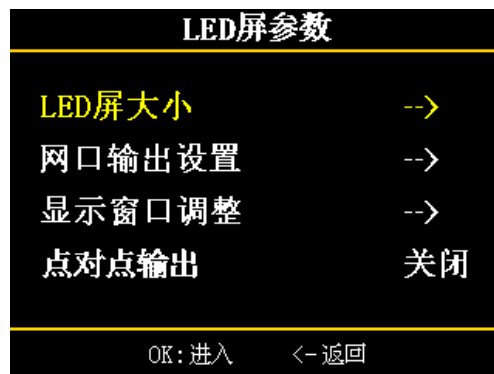 LED屏参数
LED屏大小 -->
网口输出设置 -->
显示窗口调整 -->
点对点输出 关闭
OK:进入 <-返回